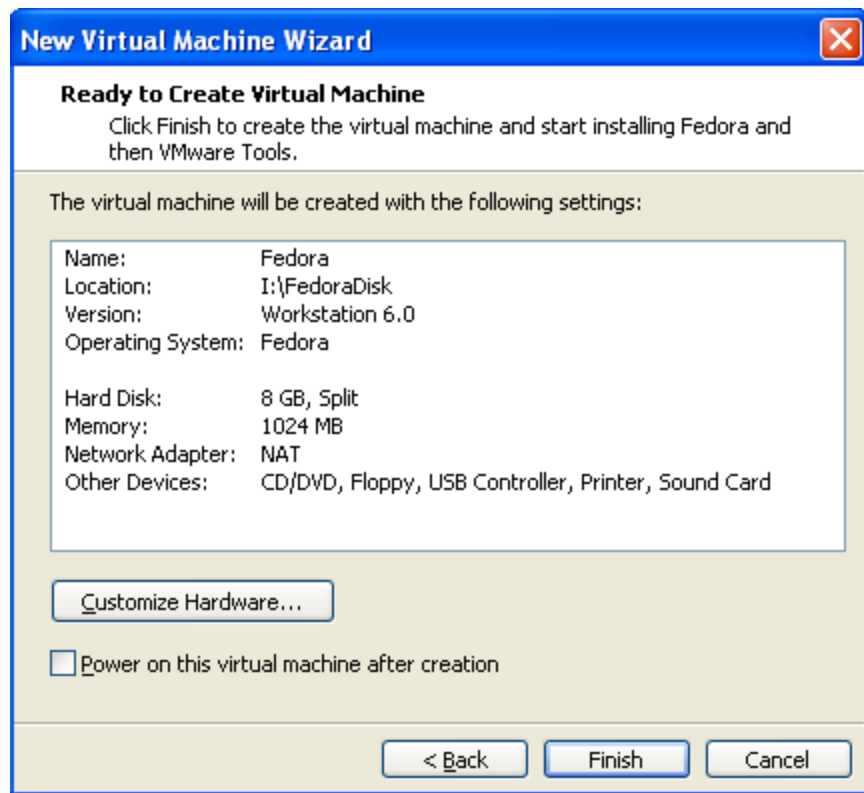 New Virtual Machine Wizard
Ready to Create Virtual Machine
Click Finish to create the virtual machine and start installing Fedora and
then VMware Tools.
The virtual machine will be created with the following settings:
Name: Fedora
Location: I:\FedoraDisk
Version: Workstation 6.0
Operating System: Fedora
Hard Disk: 8 GB, Split
Memory: 1024 MB
Network Adapter: NAT
Other Devices: CD/DVD, Floppy, USB Controller, Printer, Sound Card
Customize Hardware...
Power on this virtual machine after creation
< Back Finish Cancel